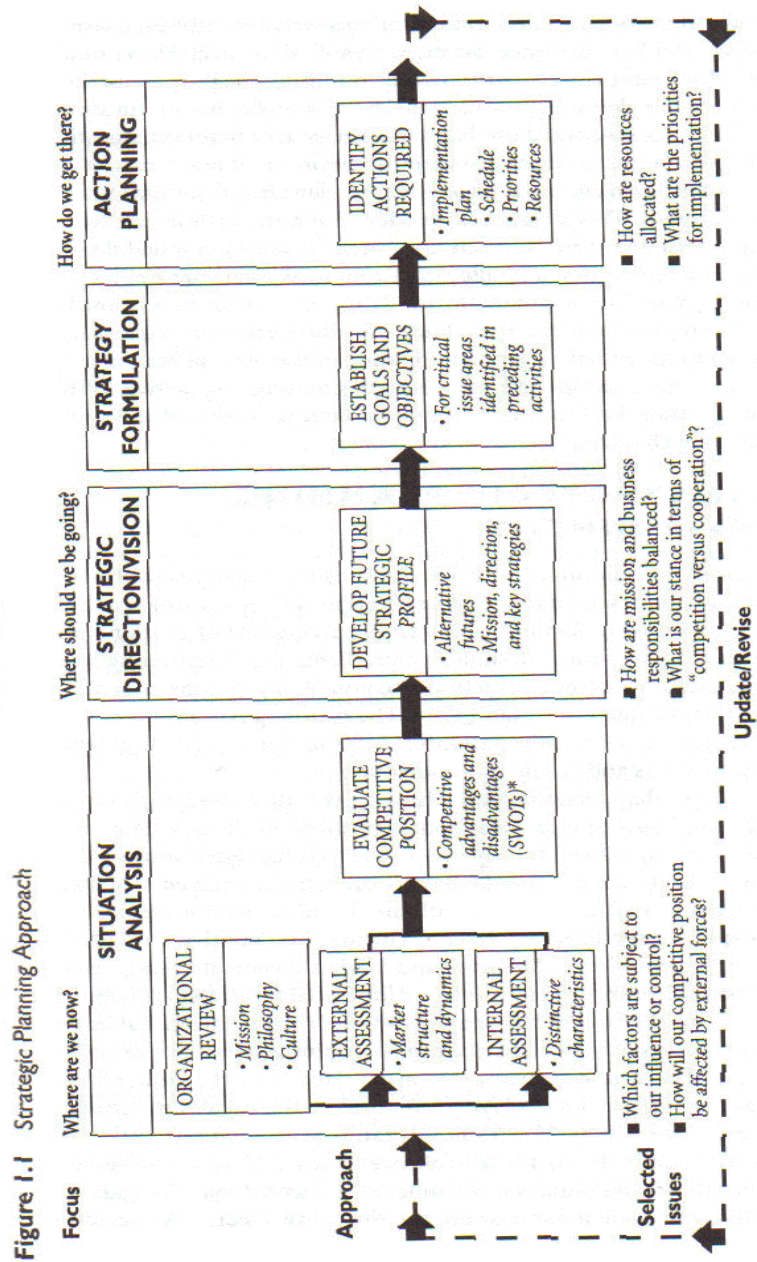 Figure 1.1 Strategic Planning Approach
Focus
Where are we now?
Where should we be going?
How do we get there?
SITUATION
ANALYSIS
STRATEGIC
DIRECTION/VISION
STRATEGY
FORMULATION
ACTION
PLANNING
Approach
ORGANIZATIONAL
REVIEW
• Mission
• Philosophy
• Culture
EXTERNAL
ASSESSMENT
• Market
structure
and dynamics
INTERNAL
ASSESSMENT
• Distinctive
characteristics
EVALUATE
COMPETITIVE
POSITION
• Competitive
advantages and
disadvantages
(SWOTs)*
DEVELOP FUTURE
STRATEGIC
PROFILE
• Alternative
futures
• Mission, direction,
and key strategies
ESTABLISH
GOALS AND
OBJECTIVES
• For critical
issue areas
identified in
preceding
activities
IDENTIFY
ACTIONS
REQUIRED
• Implementation
plan
• Schedule
• Priorities
• Resources
Selected
Issues
■ Which factors are subject to
our influence or control?
■ How will our competitive position
be affected by external forces?
■ How are mission and business
responsibilities balanced?
■ What is our stance in terms of
“competition versus cooperation”?
■ How are resources
allocated?
■ What are the priorities
for implementation?
Update/Revise